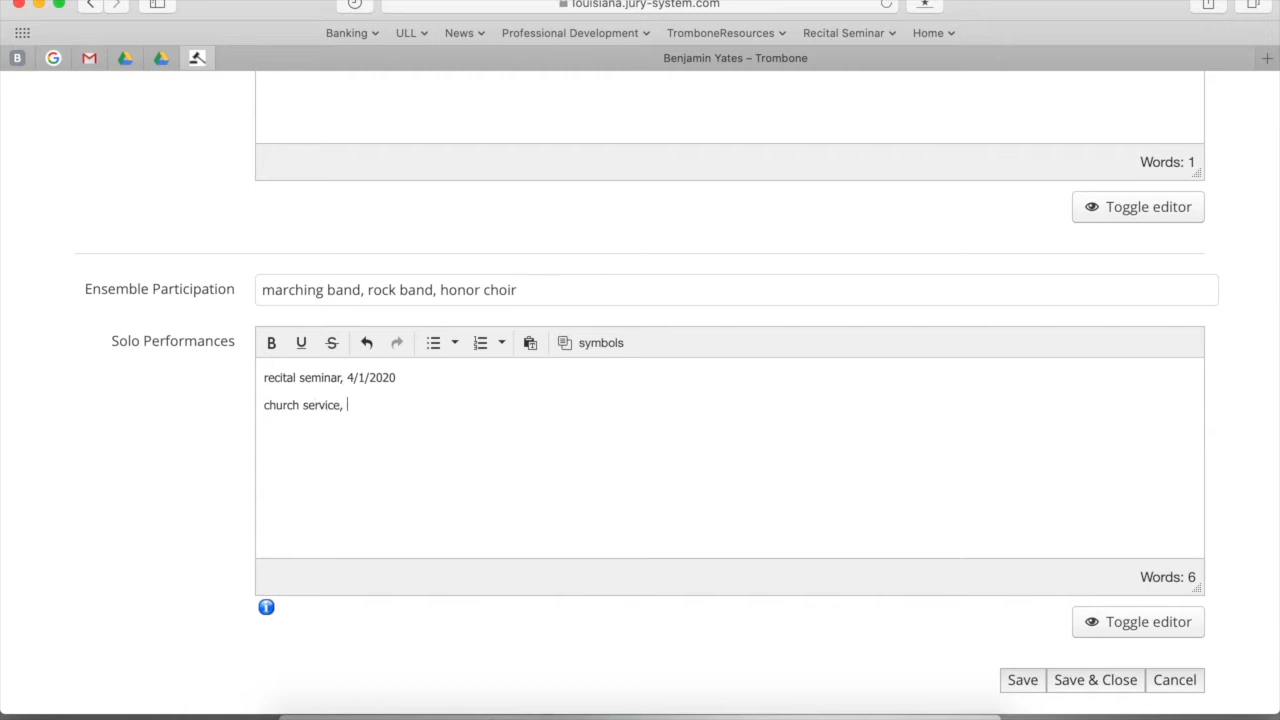 louisiana.jury-system.com
Banking ULL News Professional Development TromboneResources Recital Seminar Home
B G M Benjamin Yates – Trombone
Words: 1
Toggle editor
Ensemble Participation marching band, rock band, honor choir
Solo Performances B U S symbols
recital seminar, 4/1/2020
church service,
Words: 6
Toggle editor
Save Save & Close Cancel